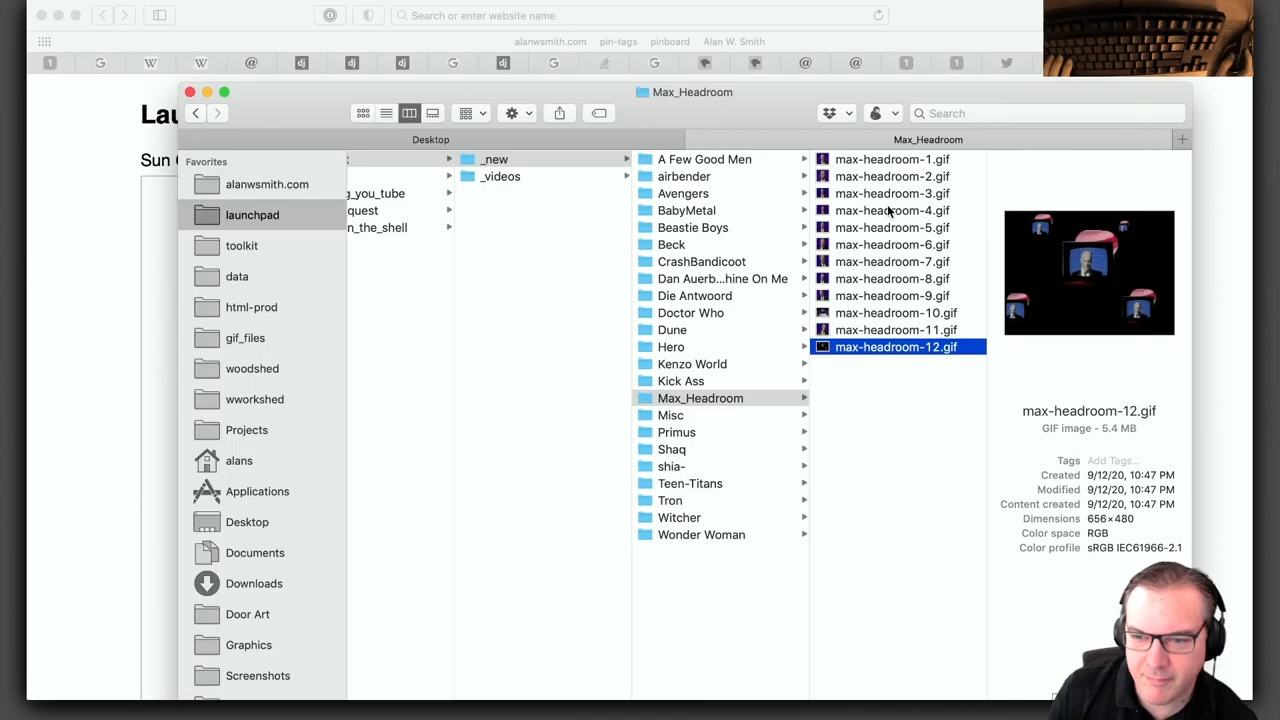 Search or enter website name
alanwsmith.com pin-tags pinboard Alan W. Smith
Lau
Sun
Max_Headroom
Search
Desktop
Max_Headroom
Favorites
alanwsmith.com
launchpad
toolkit
data
html-prod
gif_files
woodshed
wworkshed
Projects
alans
Applications
Desktop
Documents
Downloads
Door Art
Graphics
Screenshots
t
g_you_tube
quest
n_the_shell
_new
_videos
A Few Good Men
airbender
Avengers
BabyMetal
Beastie Boys
Beck
CrashBandicoot
Dan Auerb...hine On Me
Die Antwoord
Doctor Who
Dune
Hero
Kenzo World
Kick Ass
Max_Headroom
Misc
Primus
Shaq
shia-
Teen-Titans
Tron
Witcher
Wonder Woman
max-headroom-1.gif
max-headroom-2.gif
max-headroom-3.gif
max-headroom-4.gif
max-headroom-5.gif
max-headroom-6.gif
max-headroom-7.gif
max-headroom-8.gif
max-headroom-9.gif
max-headroom-10.gif
max-headroom-11.gif
max-headroom-12.gif
max-headroom-12.gif
GIF image - 5.4 MB
Tags Add Tags...
Created 9/12/20, 10:47 PM
Modified 9/12/20, 10:47 PM
Content created 9/12/20, 10:47 PM
Dimensions 656×480
Color space RGB
Color profile sRGB IEC61966-2.1